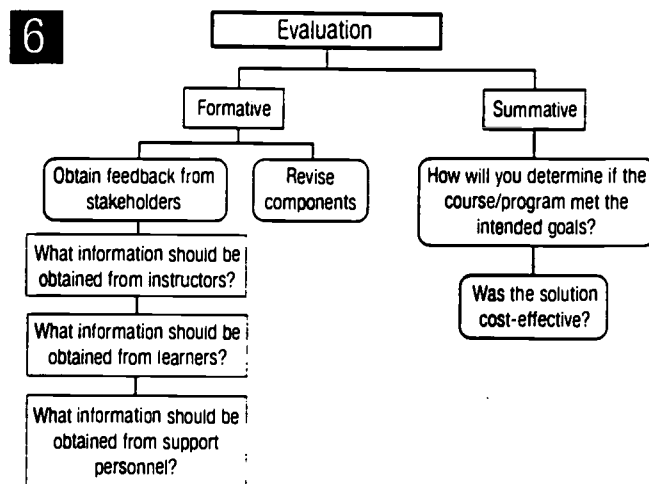 6
Evaluation
Formative
Summative
Obtain feedback from
stakeholders
Revise
components
How will you determine if the
course/program met the
intended goals?
What information should be
obtained from instructors?
Was the solution
cost-effective?
What information should be
obtained from learners?
What information should be
obtained from support
personnel?